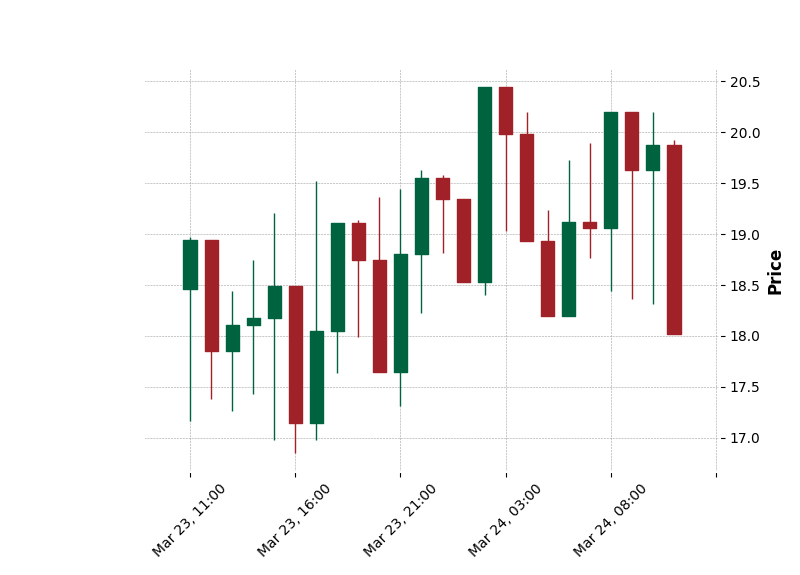 20.5
20.0
19.5
19.0
18.5
18.0
17.5
17.0
Price
Mar 23, 11:00
Mar 23, 16:00
Mar 23, 21:00
Mar 24, 03:00
Mar 24, 08:00